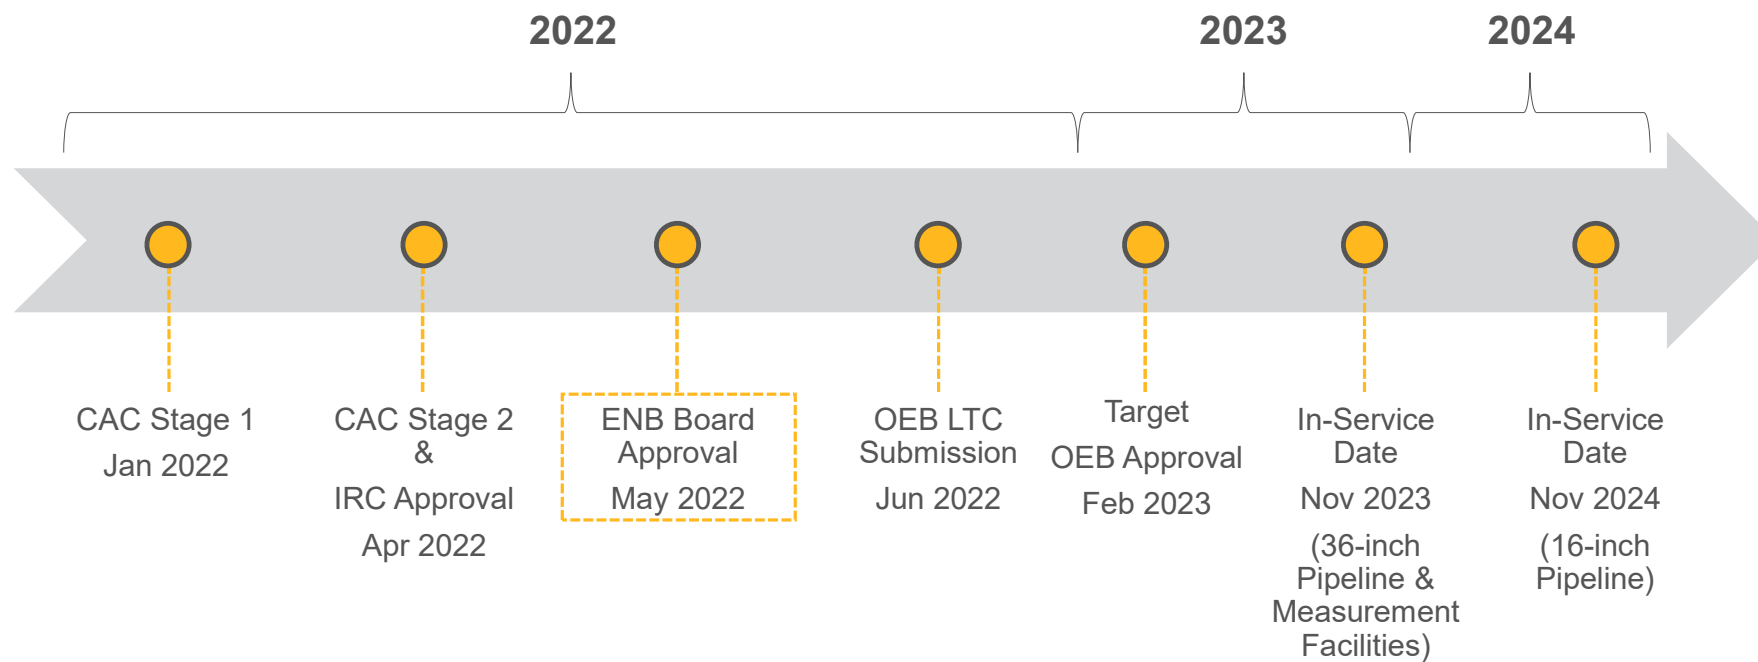 2022
2023
2024
CAC Stage 1
Jan 2022
CAC Stage 2
&
IRC Approval
Apr 2022
ENB Board
Approval
May 2022
OEB LTC
Submission
Jun 2022
Target
OEB Approval
Feb 2023
In-Service
Date
Nov 2023
(36-inch
Pipeline &
Measurement
Facilities)
In-Service
Date
Nov 2024
(16-inch
Pipeline)